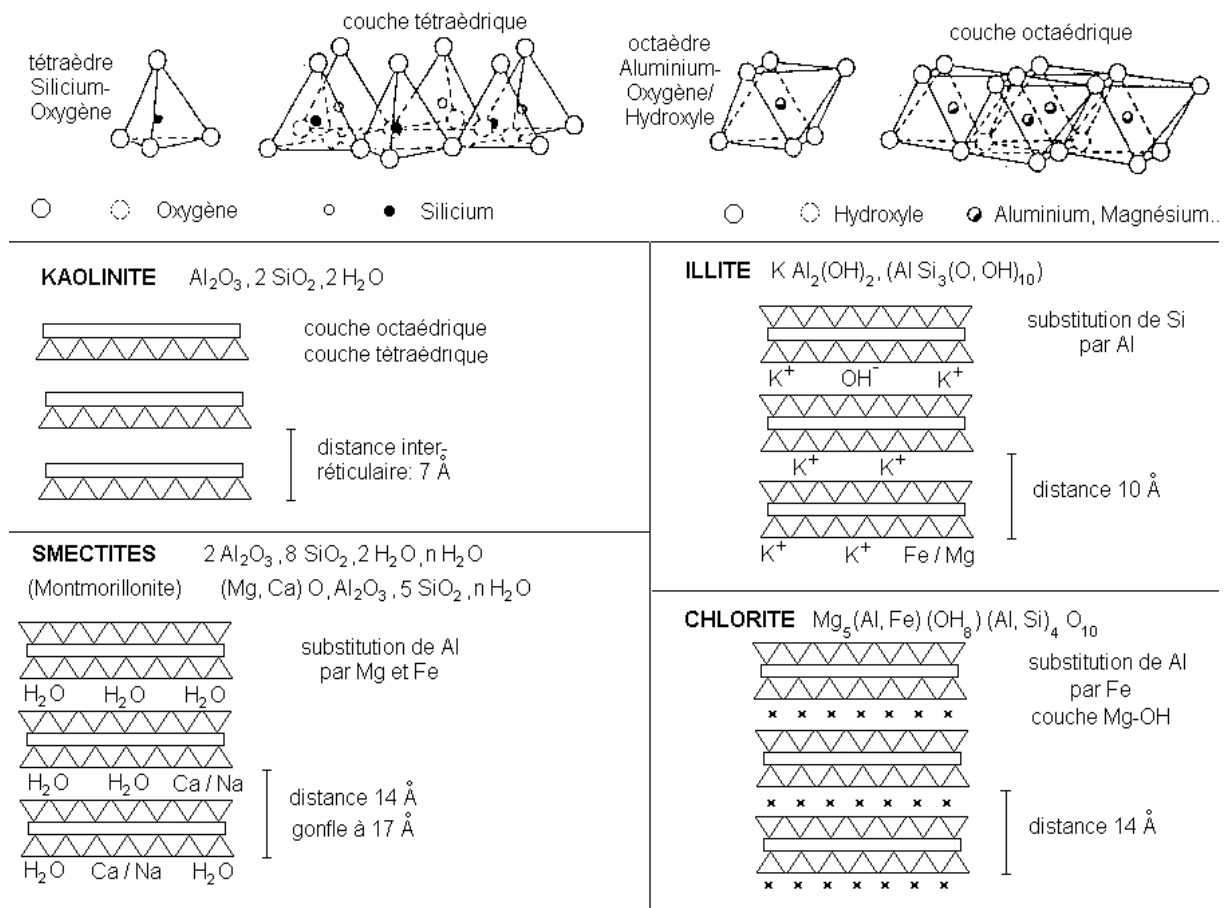 couche tétraèdrique
tétraèdre
Silicium-
Oxygène
Oxygène
Silicium
octaèdre
Aluminium-
Oxygène/
Hydroxyle
couche octaédrique
Hydroxyle
Aluminium, Magnésium..
KAOLINITE Al₂O₃, 2 SiO₂, 2 H₂O
couche octaédrique
couche tétraédrique
distance inter-
réticulaire: 7 Å
ILLITE K Al₂(OH)₂, (Al Si₃(O, OH)₁₀)
substitution de Si
par Al
K⁺ OH⁻ K⁺
K⁺ K⁺
distance 10 Å
K⁺ K⁺ Fe / Mg
SMECTITES 2 Al₂O₃, 8 SiO₂, 2 H₂O, n H₂O
(Montmorillonite) (Mg, Ca) O, Al₂O₃, 5 SiO₂, n H₂O
substitution de Al
par Mg et Fe
H₂O H₂O H₂O
H₂O H₂O Ca / Na
distance 14 Å
gonfle à 17 Å
H₂O Ca / Na H₂O
CHLORITE Mg₅(Al, Fe) (OH₈) (Al, Si)₄ O₁₀
substitution de Al
par Fe
couche Mg-OH
distance 14 Å